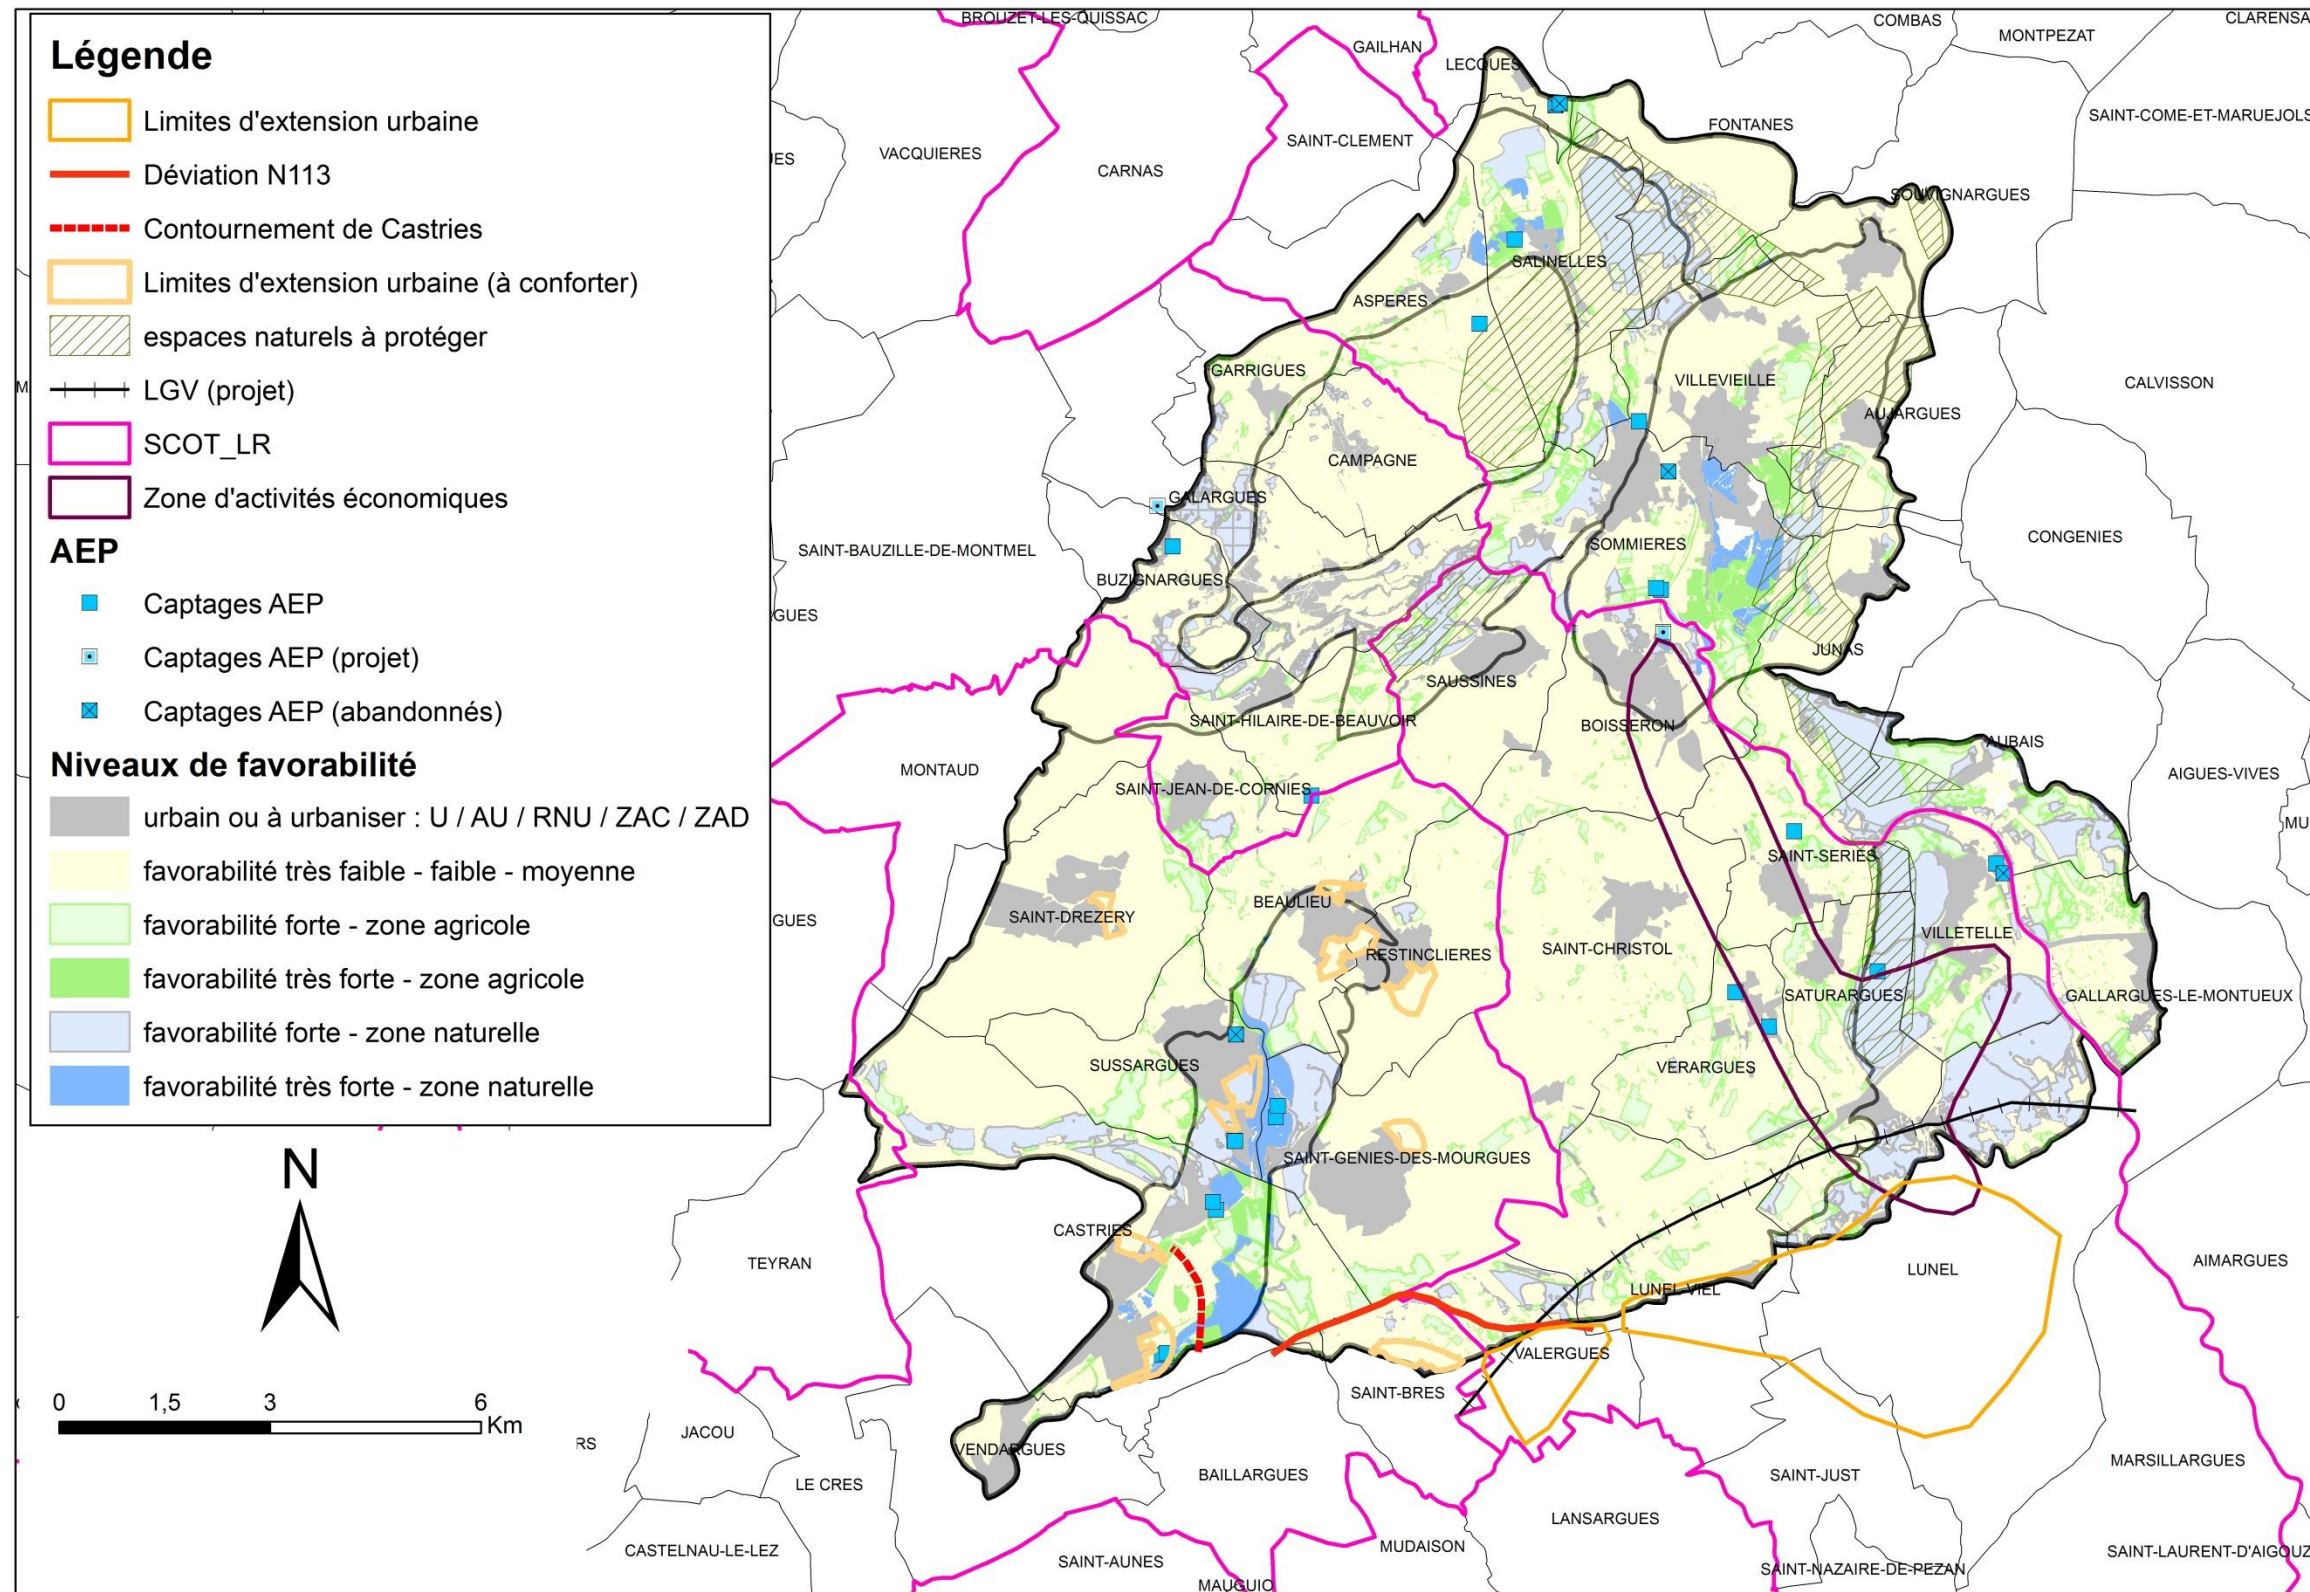 Légende
Limites d'extension urbaine
Déviation N113
Contournement de Castries
Limites d'extension urbaine (à conforter)
espaces naturels à protéger
LGV (projet)
SCOT_LR
Zone d'activités économiques
AEP
Captages AEP
Captages AEP (projet)
Captages AEP (abandonnés)
Niveaux de favorabilité
urbain ou à urbaniser : U / AU / RNU / ZAC / ZAD
favorabilité très faible - faible - moyenne
favorabilité forte - zone agricole
favorabilité très forte - zone agricole
favorabilité forte - zone naturelle
favorabilité très forte - zone naturelle
N
0 1,5 3 6
Km
BROUZET-LES-QUISSAC
COMBAS
CLARENSA
MONTPEZAT
GAILHAN
LECQUES
SAINT-COME-ET-MARUEJOLS
FONTANES
SAINT-CLEMENT
VACQUIERES
IES
CARNAS
SOUVIGNARGUES
SALINELLES
ASPERES
GARRIGUES
VILLEVIEILLE
CALVISSON
M
AUJARGUES
CAMPAGNE
GALARGUES
CONGENIES
SOMMIERES
SAINT-BAUZILLE-DE-MONTMEL
BUZIGNARGUES
GUES
JUNAS
SAUSSINES
SAINT-HILAIRE-DE-BEAUVOIR
BOISSERON
AUBAIS
MONTAUD
AIGUES-VIVES
SAINT-JEAN-DE-CORNIES
MU
SAINT-SERIES
BEAULIEU
SAINT-DREZERY
GUES
VILLETELLE
SAINT-CHRISTOL
RESTINCLIERES
SATURARGUES
GALLARGUES-LE-MONTUEUX
SUSSARGUES
VERARGUES
SAINT-GENIES-DES-MOURGUES
CASTRIES
TEYRAN
AIMARGUES
LUNEL
LUNEL-VIEL
VALERGUES
SAINT-BRES
JACOU
RS
VENDARGUES
MARSILLARGUES
BAILLARGUES
SAINT-JUST
LE CRES
LANSARGUES
MUDAISON
CASTELNAU-LE-LEZ
SAINT-AUNES
SAINT-LAURENT-D'AIGOUZ
SAINT-NAZAIRE-DE-PEZAN
MAUGUIO